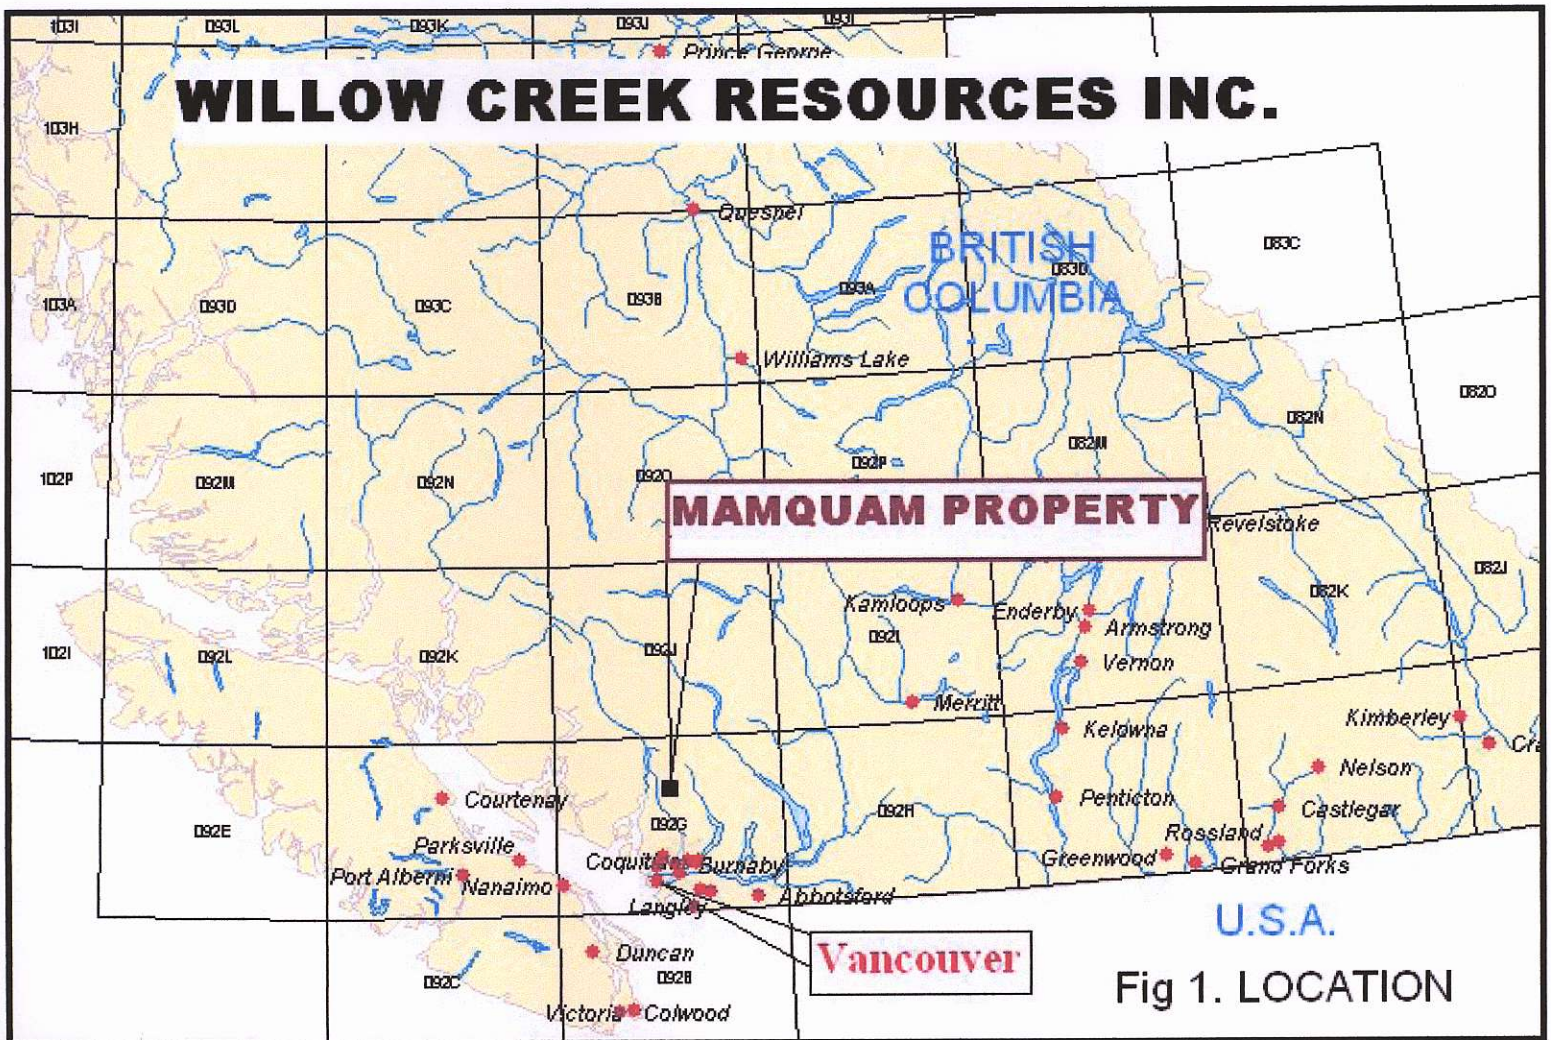 103I 093L 093K 093J 093I
Prince George
WILLOW CREEK RESOURCES INC.
103H
Quesnel
BRITISH
COLUMBIA
083C
083D
103A 093D 093C 093B 093A
Williams Lake
082O
082N
082M
102P 092M 092N 092O 092P
MAMQUAM PROPERTY
Revelstoke
082J
082K
Kamloops
Enderby
Armstrong
092I
102I 092L 092K 092J
Vernon
Merritt
Kimberley
Kelowna
Nelson
Courtenay
Penticton
Castlegar
092E 092G 092H
Rossland
Parksville
Greenwood
Grand Forks
Burnaby
Port Alberni
Nanaimo
Abbotsford
Langley
U.S.A.
Vancouver
Duncan
092C 092B
Fig 1. LOCATION
Victoria
Colwood